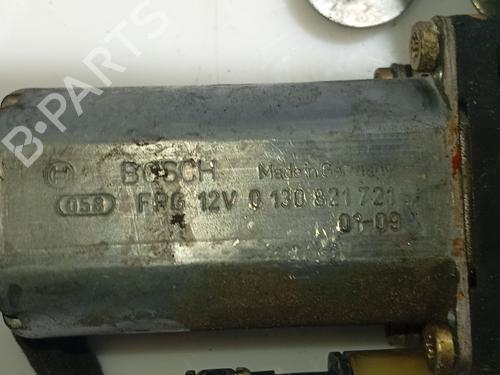 B-PARTS
BOSCH Made in Germany
058 FPG 12V 0 130 821 721
01-09